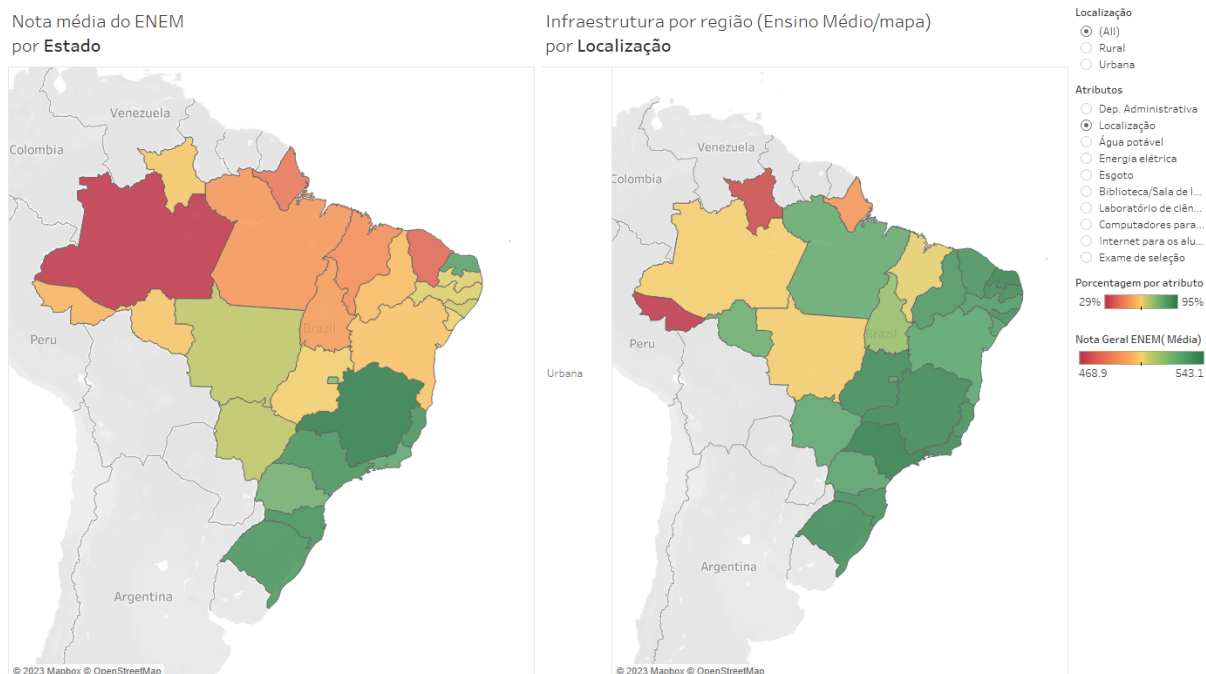 Nota média do ENEM
por Estado
Venezuela
Colombia
Brazil
Peru
Argentina
© 2023 Mapbox © OpenStreetMap
Infraestrutura por região (Ensino Médio/mapa)
por Localização
Urbana
Venezuela
Colombia
Brazil
Peru
Argentina
© 2023 Mapbox © OpenStreetMap
Localização
(All)
Rural
Urbana
Atributos
Dep. Administrativa
Localização
Água potável
Energia elétrica
Esgoto
Biblioteca/Sala de l...
Laboratório de ciên...
Computadores para...
Internet para os alu...
Exame de seleção
Porcentagem por atributo
29% 95%
Nota Geral ENEM( Média)
468.9 543.1